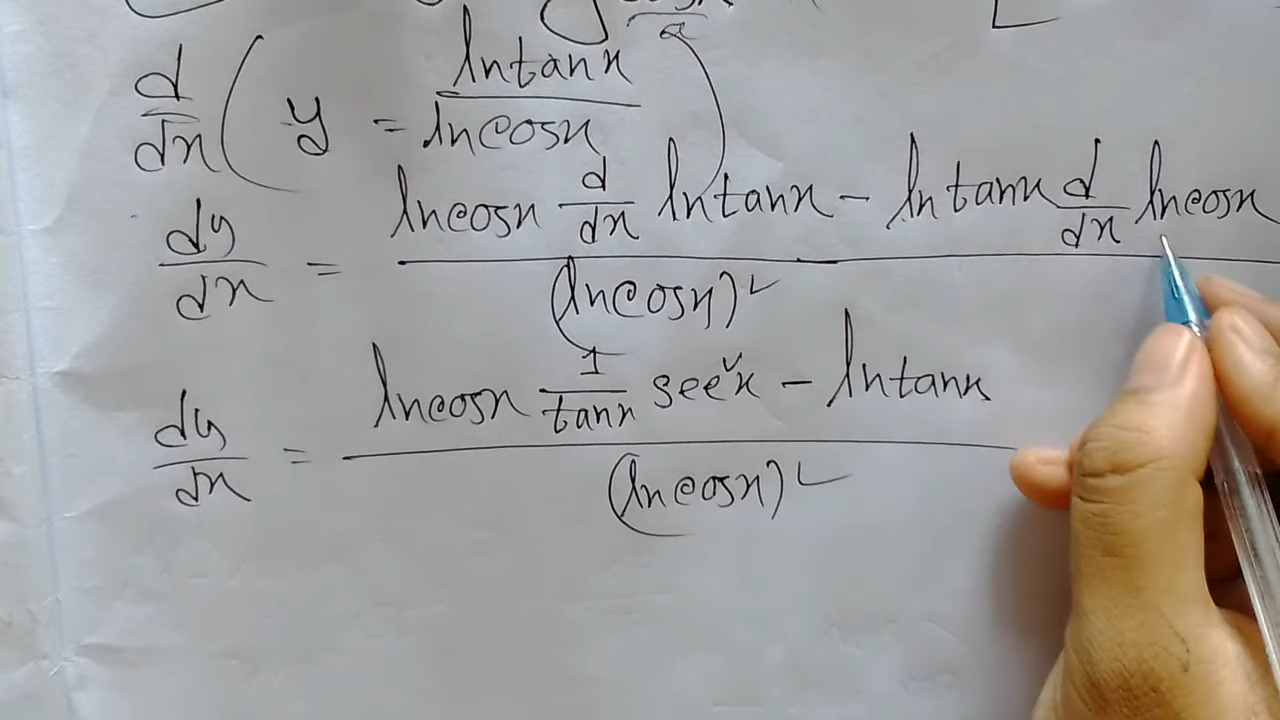 d/dx ( y = ln tan x / ln cos x )
dy/dx = ln cos x d/dx ln tan x - ln tan x d/dx ln cos x / (ln cos x)²
dy/dx = ln cos x 1/tan x sec²x - ln tan x / (ln cos x)²